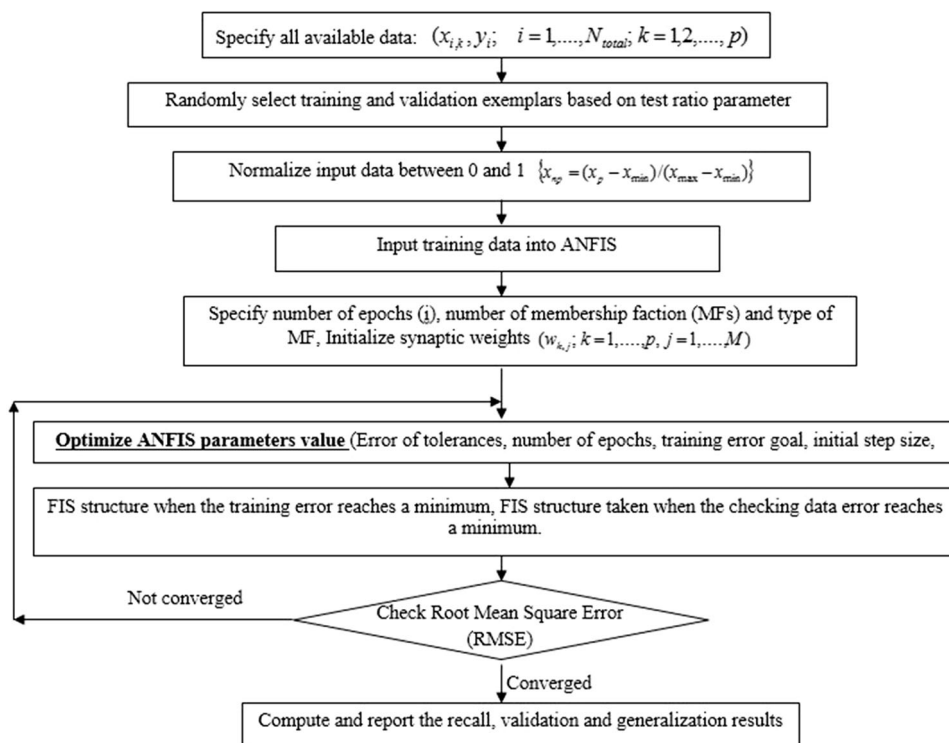 Specify all available data: (x_{i,k}, y_i; i = 1,...., N_{total}; k = 1,2,...., p)
Randomly select training and validation exemplars based on test ratio parameter
Normalize input data between 0 and 1 {x_{np} = (x_p − x_{min})/(x_{max} − x_{min})}
Input training data into ANFIS
Specify number of epochs (i), number of membership faction (MFs) and type of
MF, Initialize synaptic weights (w_{k,j}; k = 1,....,p, j = 1,....,M)
Optimize ANFIS parameters value (Error of tolerances, number of epochs, training error goal, initial step size,
FIS structure when the training error reaches a minimum, FIS structure taken when the checking data error reaches
a minimum.
Not converged
Check Root Mean Square Error
(RMSE)
Converged
Compute and report the recall, validation and generalization results